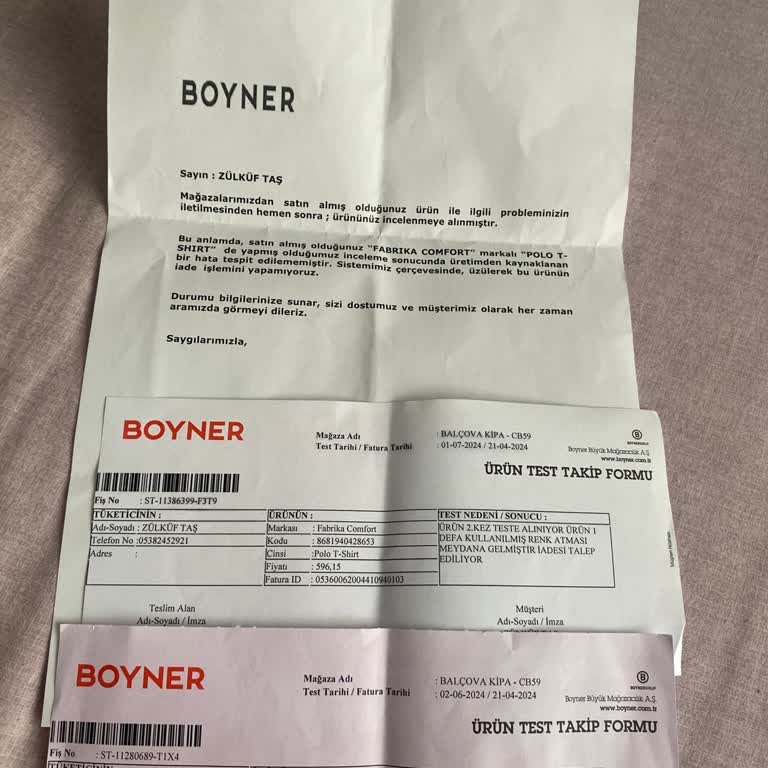 BOYNER
Sayın : ZÜLKÜF TAŞ
Mağazalarımızdan satın almış olduğunuz ürün ile ilgili probleminizin
iletilmesinden hemen sonra ; ürününüz incelenmeye alınmıştır.
Bu anlamda, satın almış olduğunuz "FABRIKA COMFORT" markalı "POLO T-
SHIRT" de yapmış olduğumuz inceleme sonucunda üretimden kaynaklanan
bir hata tespit edilememiştir. Sistemimiz çerçevesinde, üzülerek bu ürünün
iade işlemini yapamıyoruz.
Durumu bilgilerinize sunar, sizi dostumuz ve müşterimiz olarak her zaman
aramızda görmeyi dileriz.
Saygılarımızla,
BOYNER
Mağaza Adı : BALÇOVA KİPA - CB59
Test Tarihi / Fatura Tarihi : 01-07-2024 / 21-04-2024
B
BOYNERGRUP
Boyner Büyük Mağazacılık A.Ş.
www.boyner.com.tr
ÜRÜN TEST TAKİP FORMU
Fiş No : ST-11386399-F3T9
TÜKETİCİNİN : ÜRÜNÜN : TEST NEDENİ / SONUCU :
Adı-Soyadı : ZÜLKÜF TAŞ Markası : Fabrika Comfort ÜRÜN 2.KEZ TESTE ALINIYOR ÜRÜN 1
Telefon No :05382452921 Kodu : 8681940428653 DEFA KULLANILMIŞ RENK ATMASI
Adres : Cinsi :Polo T-Shirt MEYDANA GELMİŞTİR İADESİ TALEP
Fiyatı : 596,15 EDİLİYOR
Fatura ID : 05360062004410940103
Teslim Alan Müşteri
Adı-Soyadı / İmza Adı-Soyadı / İmza
BOYNER
Mağaza Adı : BALÇOVA KİPA - CB59
Test Tarihi / Fatura Tarihi : 02-06-2024 / 21-04-2024
B
BOYNERGRUP
Boyner Büyük Mağazacılık A.Ş.
www.boyner.com.tr
ÜRÜN TEST TAKİP FORMU
Fiş No : ST-11280689-T1X4
TÜKETİCİNİN